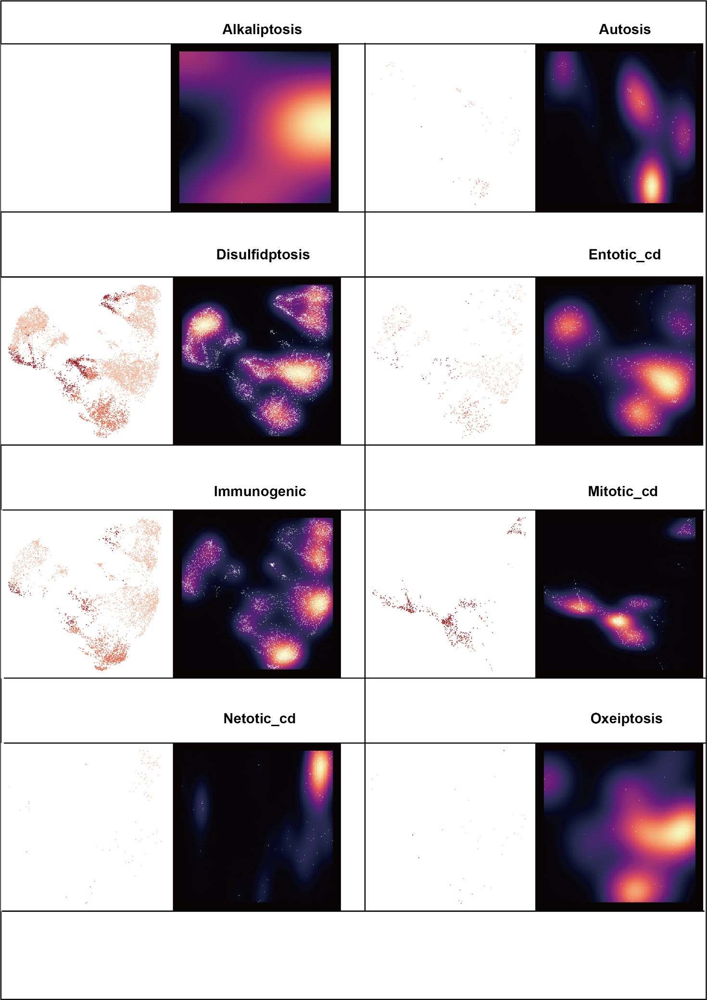 Alkaliptosis
Autosis
Disulfidptosis
Entotic_cd
Immunogenic
Mitotic_cd
Netotic_cd
Oxeiptosis